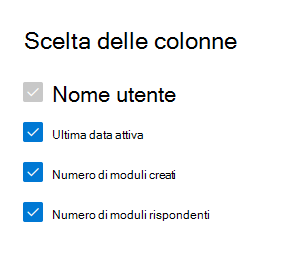 Scelta delle colonne
Nome utente
Ultima data attiva
Numero di moduli creati
Numero di moduli rispondenti